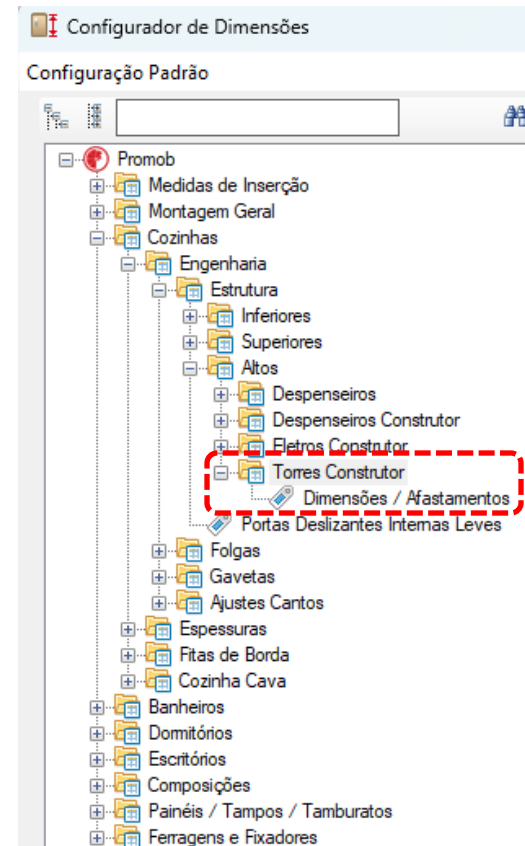 Configurador de Dimensões
Configuração Padrão
Promob
Medidas de Inserção
Montagem Geral
Cozinhas
Engenharia
Estrutura
Inferiores
Superiores
Altos
Despenseiros
Despenseiros Construtor
Eletros Construtor
Torres Construtor
Dimensões / Afastamentos
Portas Deslizantes Internas Leves
Folgas
Gavetas
Ajustes Cantos
Espessuras
Fitas de Borda
Cozinha Cava
Banheiros
Dormitórios
Escritórios
Composições
Painéis / Tampos / Tamburatos
Ferragens e Fixadores